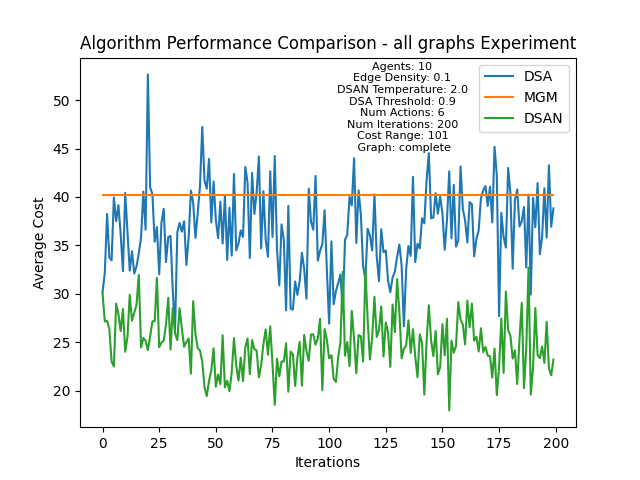 Algorithm Performance Comparison - all graphs Experiment
Agents: 10
Edge Density: 0.1
DSAN Temperature: 2.0
DSA Threshold: 0.9
Num Actions: 6
Num Iterations: 200
Cost Range: 101
Graph: complete
DSA
MGM
DSAN
Average Cost
50
45
40
35
30
25
20
0
25
50
75
100
125
150
175
200
Iterations